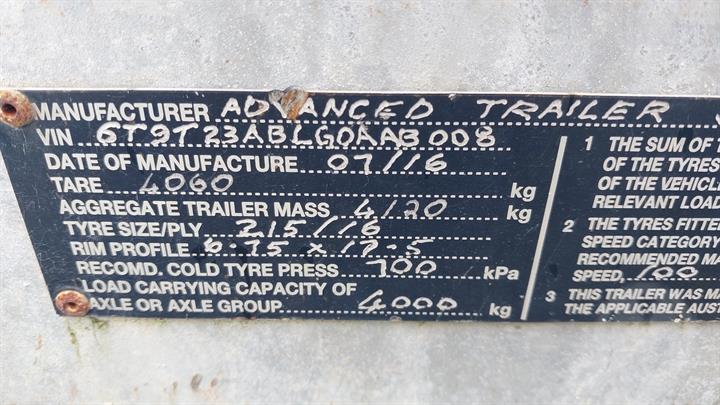 MANUFACTURER ADVANCED TRAILER
VIN 6T9T23ABLG0AAB008
DATE OF MANUFACTURE 07/16
TARE 4060 kg
AGGREGATE TRAILER MASS 4120 kg
TYRE SIZE/PLY 215/16
RIM PROFILE 6-75 x 17-5
RECOMD. COLD TYRE PRESS 700 kPa
LOAD CARRYING CAPACITY OF
AXLE OR AXLE GROUP 4000 kg
1 THE SUM OF
OF THE TYRES
OF THE VEHICL
RELEVANT LOAD
2 THE TYRES FITTE
SPEED CATEGORY
RECOMMENDED MA
SPEED, 100
3 THIS TRAILER WAS MA
THE APPLICABLE AUST